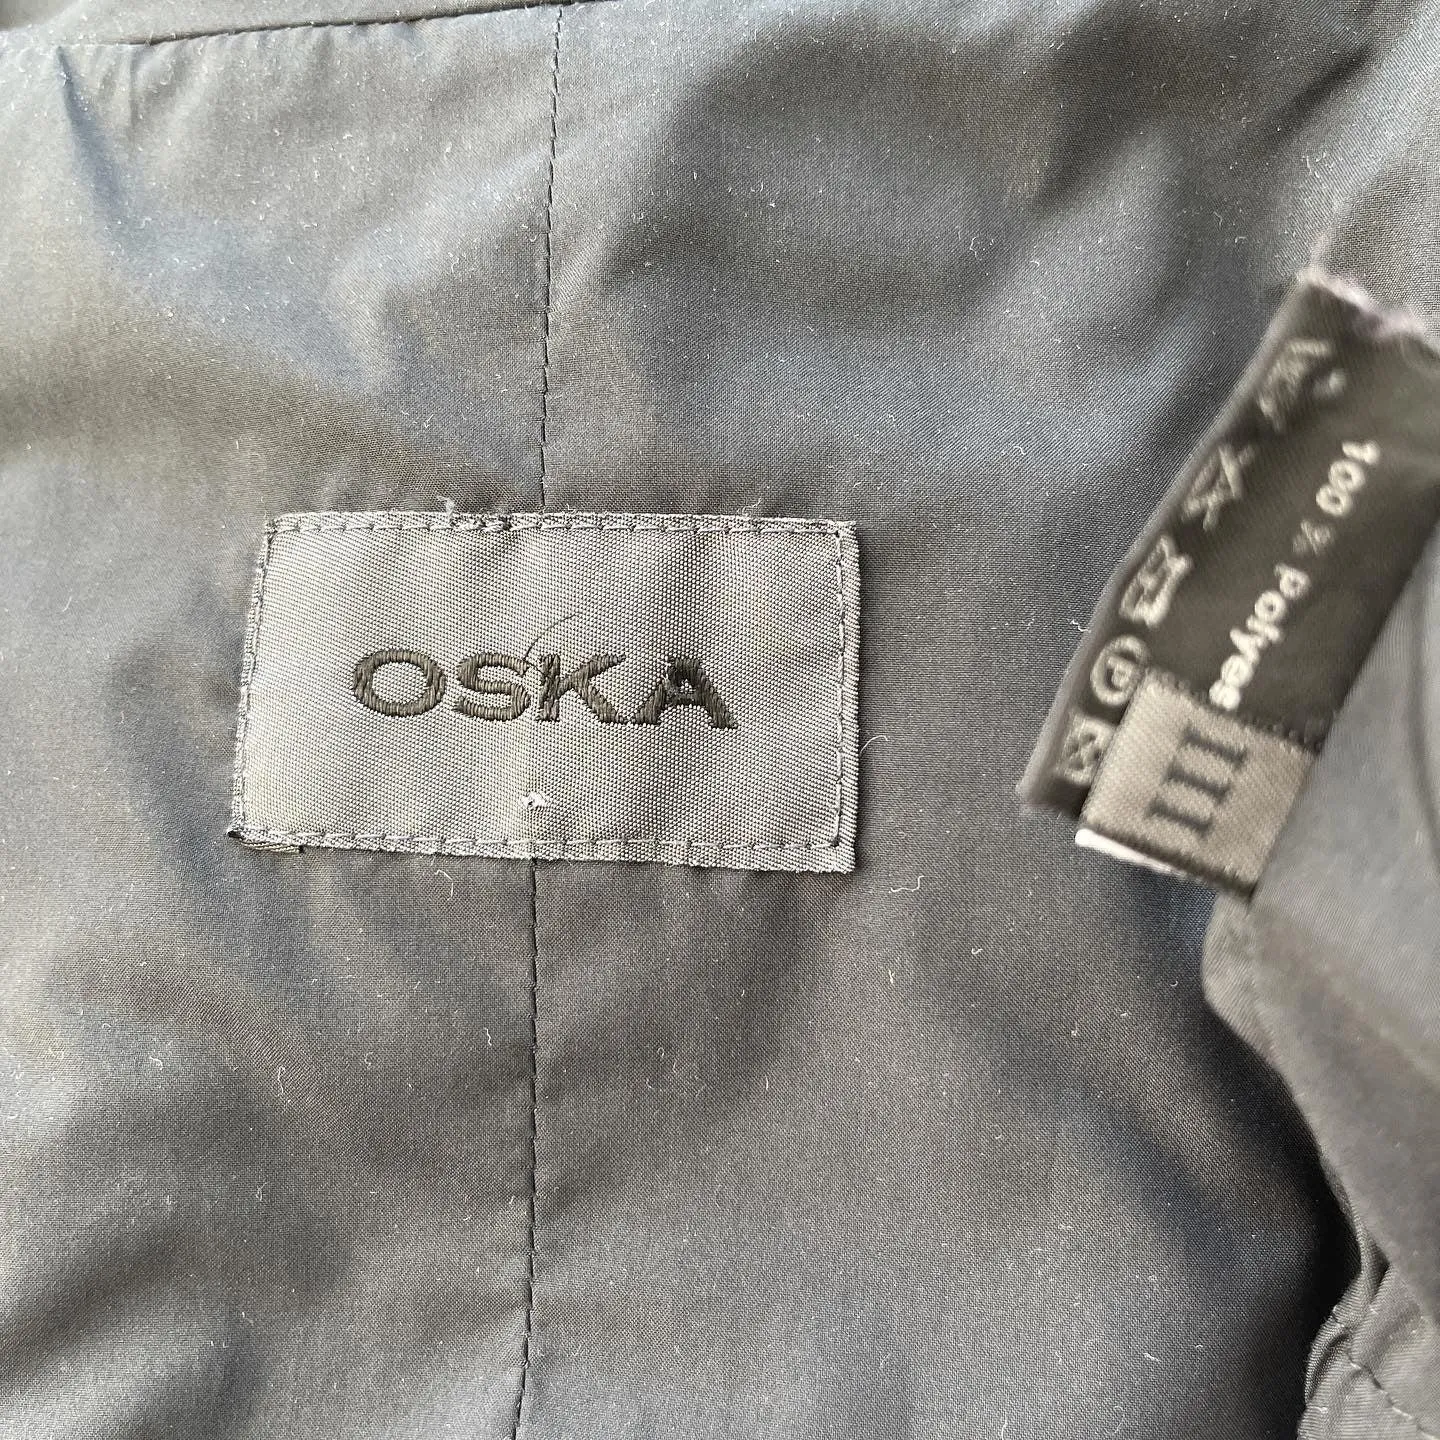 OSKA
100 % Polyes
III